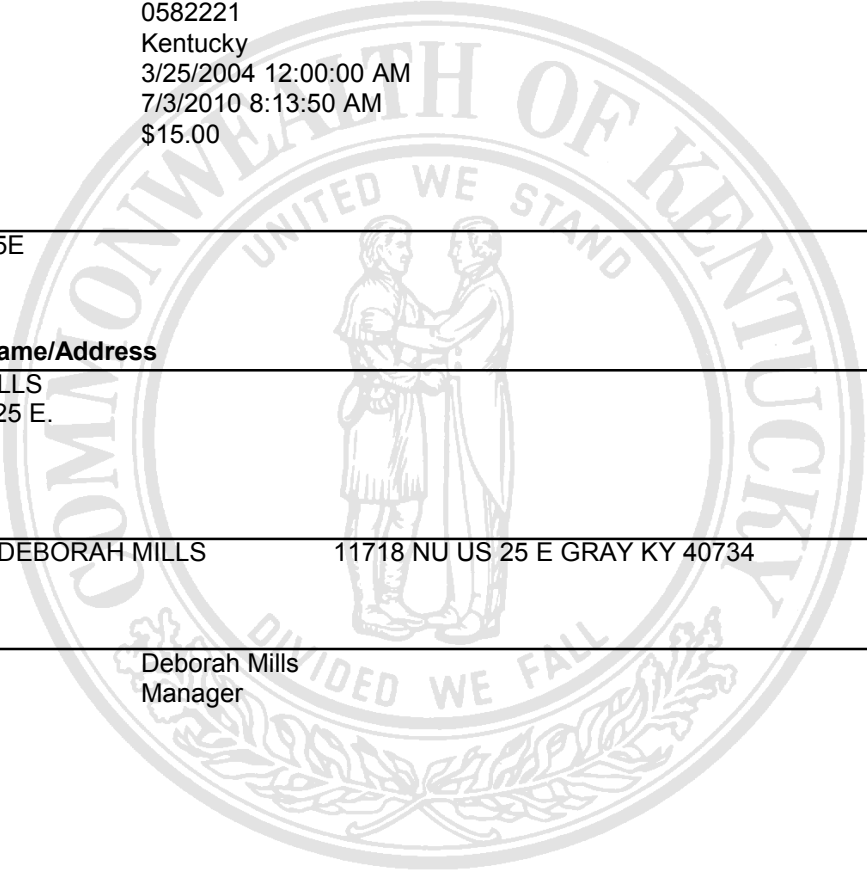 0582221
Kentucky
3/25/2004 12:00:00 AM
7/3/2010 8:13:50 AM
$15.00
COMMONWEALTH OF KENTUCKY
UNITED WE STAND
5E
ame/Address
LLS
25 E.
DEBORAH MILLS 11718 NU US 25 E GRAY KY 40734
Deborah Mills
Manager
DIVIDED WE FALL